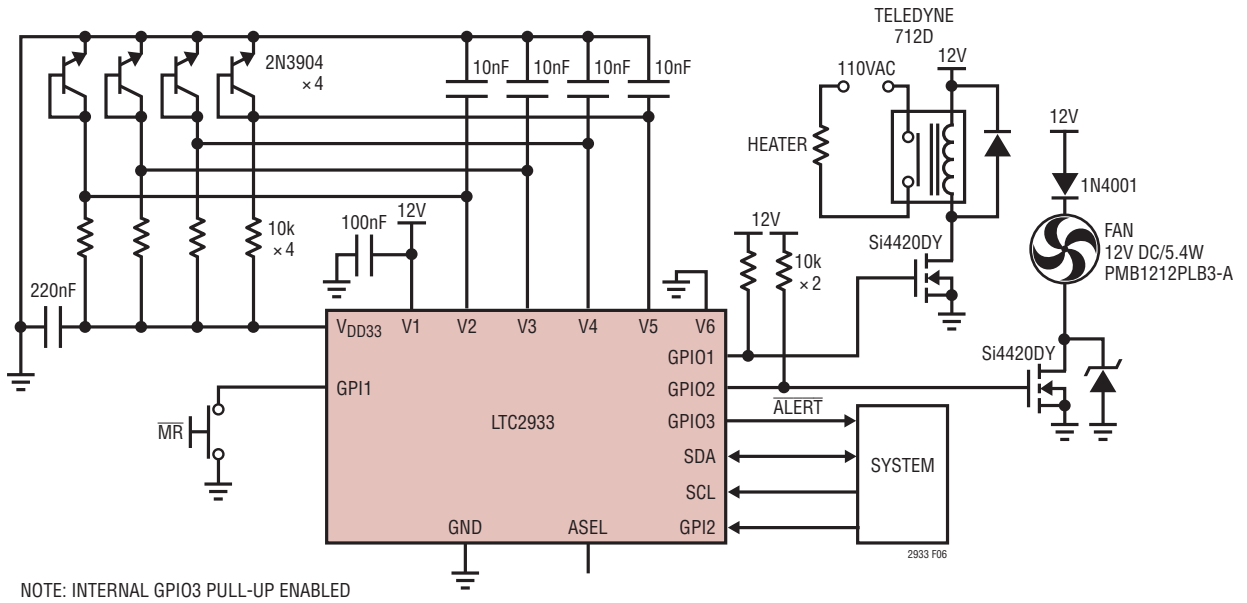 TELEDYNE
712D
110VAC
12V
2N3904
×4
10nF
10nF
10nF
10nF
HEATER
12V
1N4001
FAN
12V DC/5.4W
PMB1212PLB3-A
10k
×4
100nF
12V
12V
10k
×2
Si4420DY
220nF
VDD33
V1
V2
V3
V4
V5
V6
GPIO1
Si4420DY
GPI1
GPIO2
GPIO3
ALERT
MR
LTC2933
SDA
SYSTEM
SCL
GND
ASEL
GPI2
2933 F06
NOTE: INTERNAL GPIO3 PULL-UP ENABLED